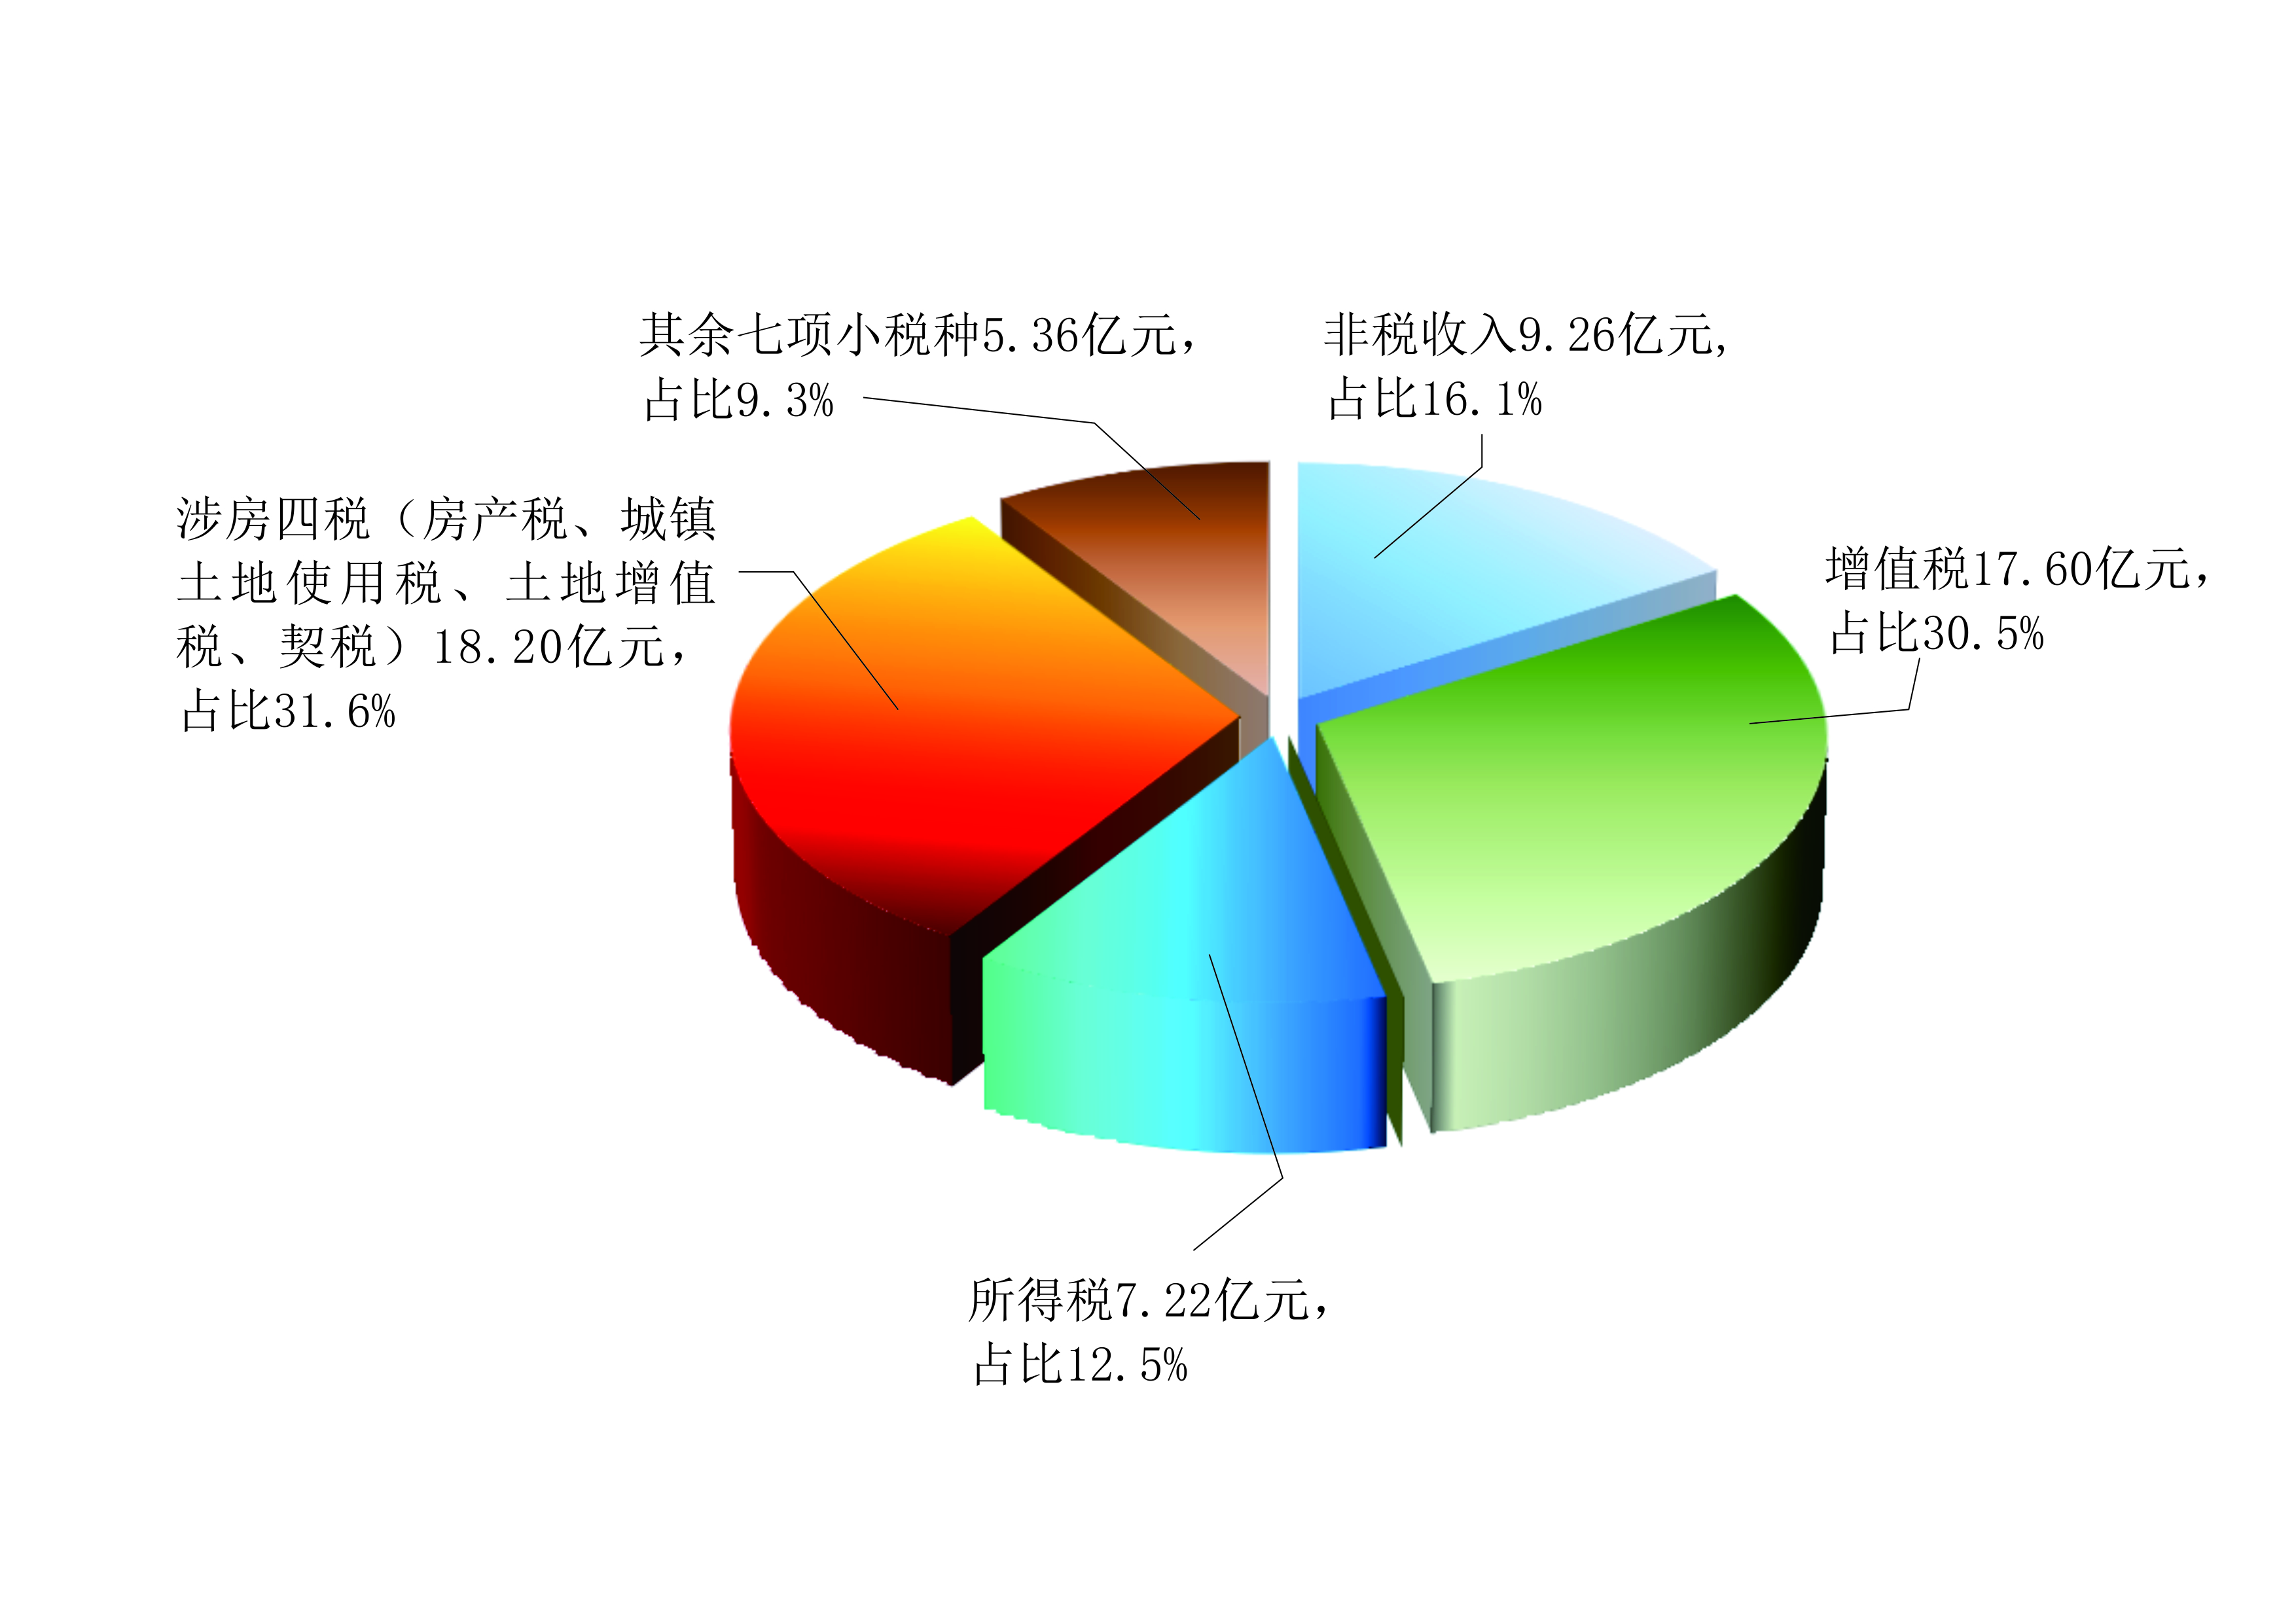 其余七项小税种5.36亿元，
占比9.3%
非税收入9.26亿元，
占比16.1%
涉房四税（房产税、城镇
土地使用税、土地增值
税、契税）18.20亿元，
占比31.6%
增值税17.60亿元，
占比30.5%
所得税7.22亿元，
占比12.5%